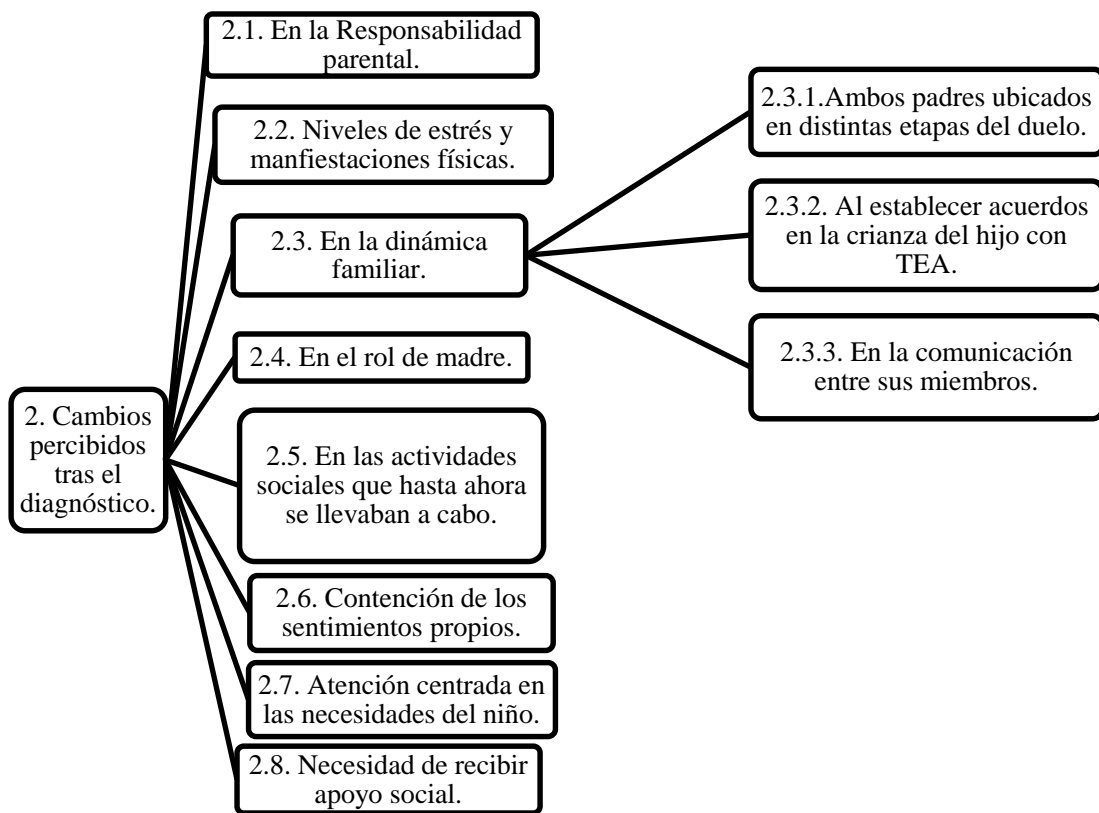 2. Cambios
percibidos
tras el
diagnóstico.
2.1. En la Responsabilidad
parental.
2.2. Niveles de estrés y
manfiestaciones físicas.
2.3. En la dinámica
familiar.
2.3.1.Ambos padres ubicados
en distintas etapas del duelo.
2.3.2. Al establecer acuerdos
en la crianza del hijo con
TEA.
2.3.3. En la comunicación
entre sus miembros.
2.4. En el rol de madre.
2.5. En las actividades
sociales que hasta ahora
se llevaban a cabo.
2.6. Contención de los
sentimientos propios.
2.7. Atención centrada en
las necesidades del niño.
2.8. Necesidad de recibir
apoyo social.